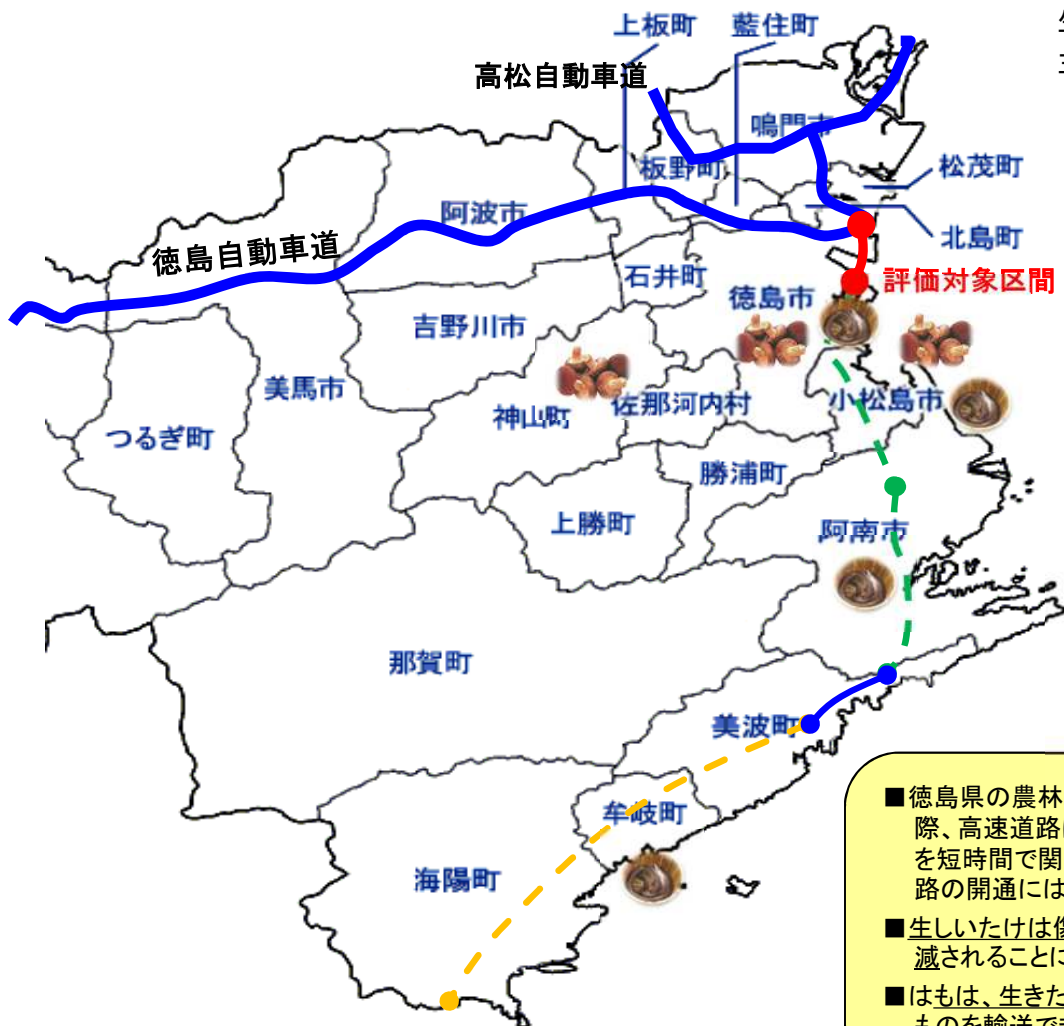 上板町
藍住町
高松自動車道
鳴門市
板野町
松茂町
阿波市
北島町
徳島自動車道
石井町
評価対象区間
徳島市
吉野川市
美馬市
佐那河内村
小松島市
神山町
つるぎ町
勝浦町
上勝町
阿南市
那賀町
美波町
牟岐町
海陽町
■徳島県の農林
際、高速道路
を短時間で関
路の開通には
■生しいたけは
減されることに
■はもは、生きた
ものを輸送で